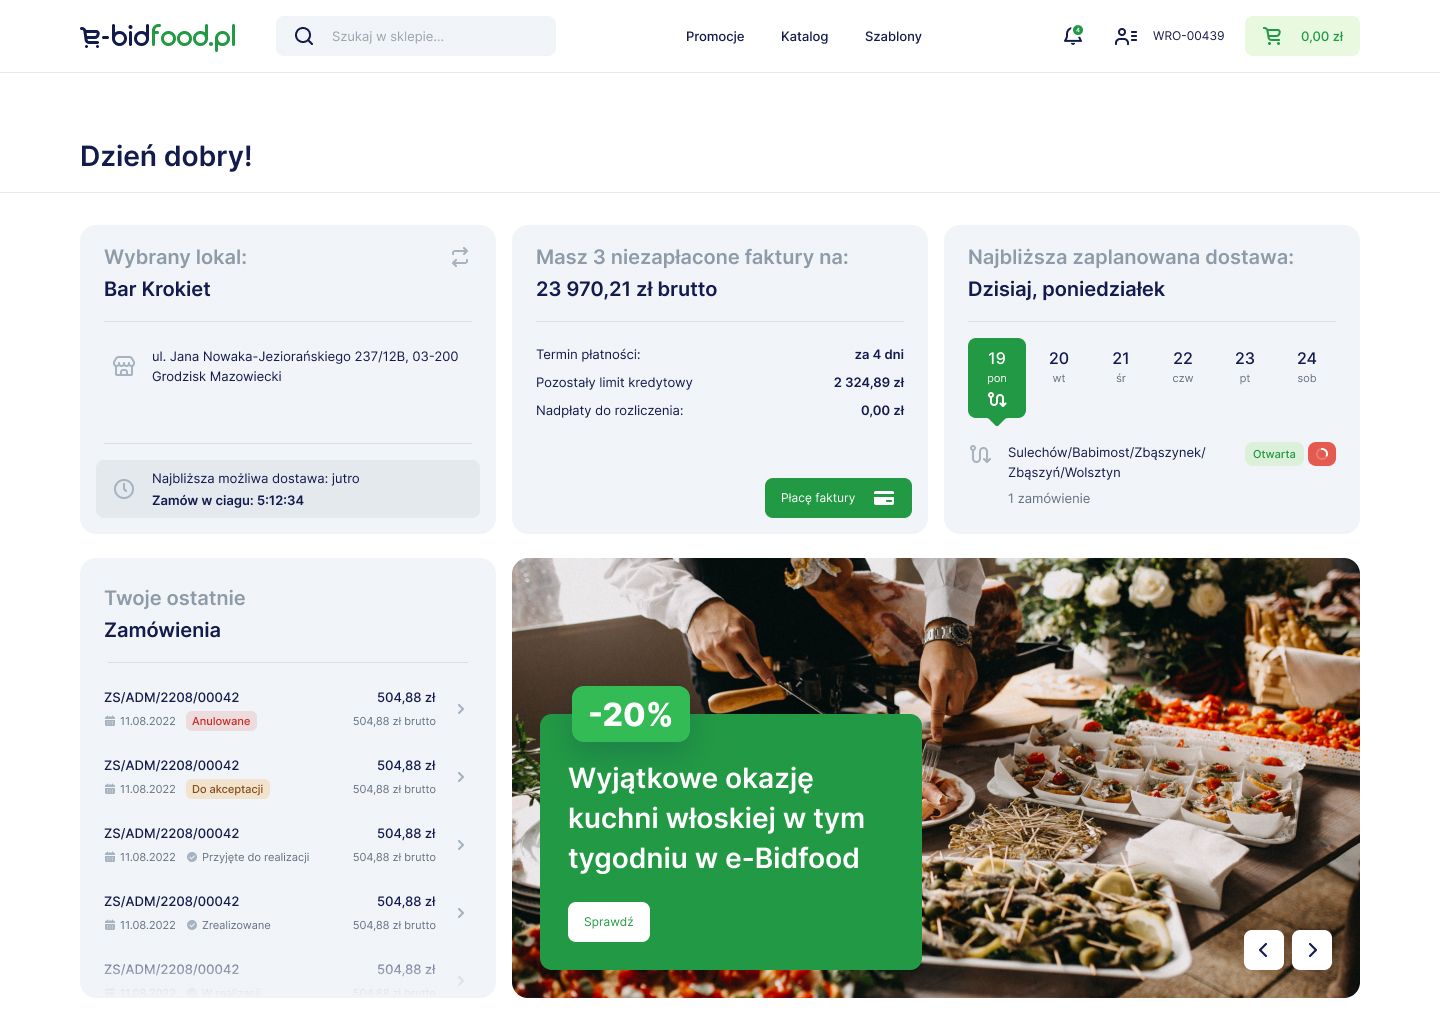 e-bidfood.pl
Szukaj w sklepie...
Promocje
Katalog
Szablony
WRO-00439
0,00 zł
Dzień dobry!
Wybrany lokal:
Bar Krokiet
ul. Jana Nowaka-Jeziorańskiego 237/12B, 03-200
Grodzisk Mazowiecki
Najbliższa możliwa dostawa: jutro
Zamów w ciagu: 5:12:34
Masz 3 niezapłacone faktury na:
23 970,21 zł brutto
Termin płatności: za 4 dni
Pozostały limit kredytowy 2 324,89 zł
Nadpłaty do rozliczenia: 0,00 zł
Płacę faktury
Najbliższa zaplanowana dostawa:
Dzisiaj, poniedziałek
19 20 21 22 23 24
pon wt śr czw pt sob
Sulechów/Babimost/Zbąszynek/
Zbąszyń/Wolsztyn
Otwarta
1 zamówienie
Twoje ostatnie
Zamówienia
ZS/ADM/2208/00042 504,88 zł
11.08.2022 Anulowane 504,88 zł brutto
ZS/ADM/2208/00042 504,88 zł
11.08.2022 Do akceptacji 504,88 zł brutto
ZS/ADM/2208/00042 504,88 zł
11.08.2022 Przyjęte do realizacji 504,88 zł brutto
ZS/ADM/2208/00042 504,88 zł
11.08.2022 Zrealizowane 504,88 zł brutto
ZS/ADM/2208/00042 504,88 zł
11.08.2022 W realizacji 504,88 zł brutto
-20%
Wyjątkowe okazję
kuchni włoskiej w tym
tygodniu w e-Bidfood
Sprawdź